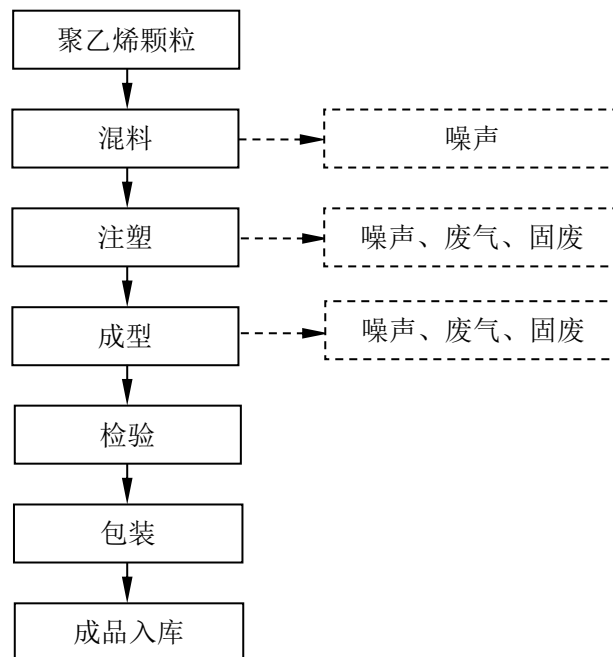 聚乙烯颗粒
混料
噪声
注塑
噪声、废气、固废
成型
噪声、废气、固废
检验
包装
成品入库